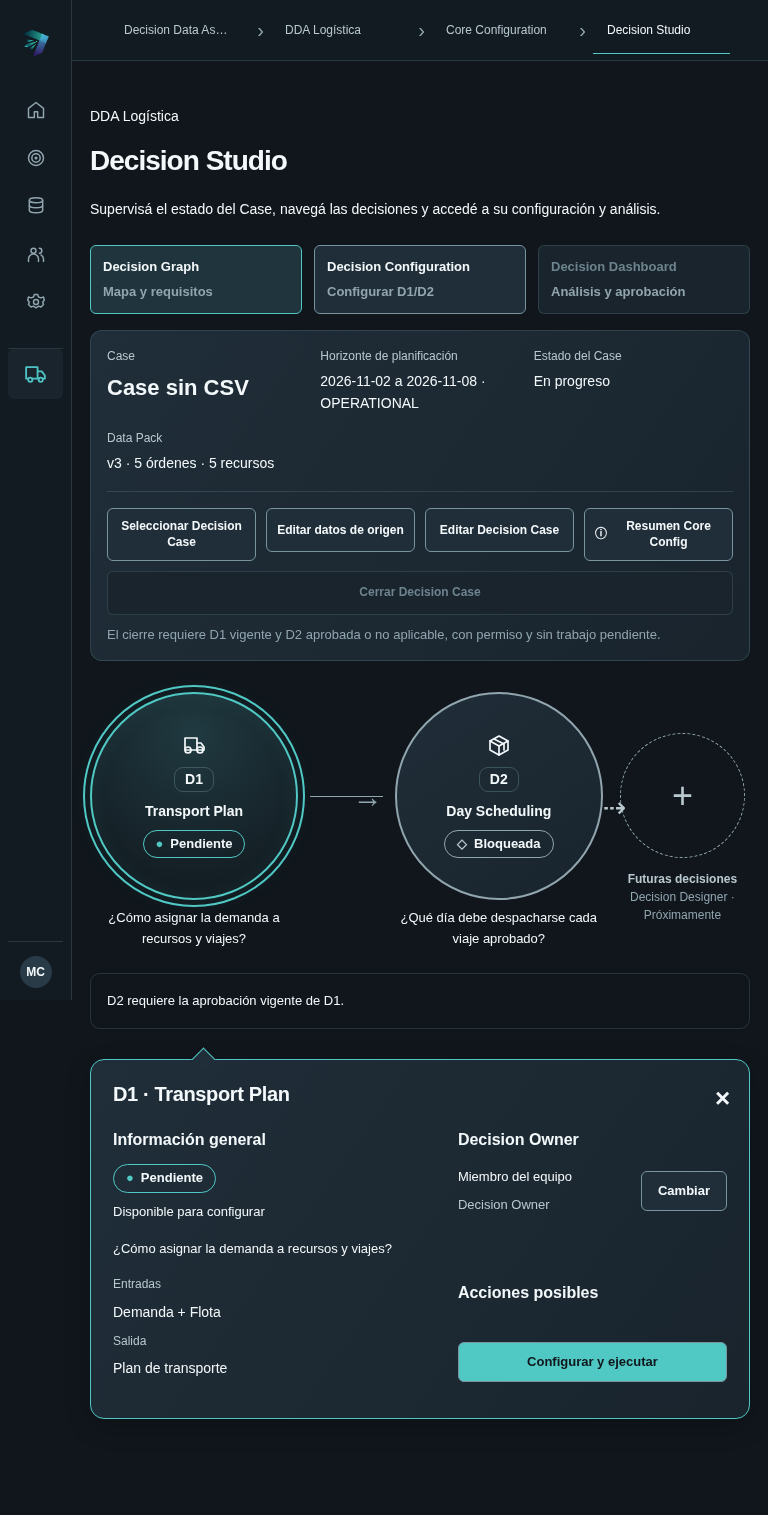 Decision Data As… › DDA Logística › Core Configuration › Decision Studio
DDA Logística
Decision Studio
Supervisá el estado del Case, navegá las decisiones y accedé a su configuración y análisis.
Decision Graph
Mapa y requisitos
Decision Configuration
Configurar D1/D2
Decision Dashboard
Análisis y aprobación
Case
Case sin CSV
Horizonte de planificación
2026-11-02 a 2026-11-08 ·
OPERATIONAL
Estado del Case
En progreso
Data Pack
v3 · 5 órdenes · 5 recursos
Seleccionar Decision
Case
Editar datos de origen
Editar Decision Case
Resumen Core
Config
Cerrar Decision Case
El cierre requiere D1 vigente y D2 aprobada o no aplicable, con permiso y sin trabajo pendiente.
D1
Transport Plan
● Pendiente
¿Cómo asignar la demanda a
recursos y viajes?
→
D2
Day Scheduling
◇ Bloqueada
¿Qué día debe despacharse cada
viaje aprobado?
+
Futuras decisiones
Decision Designer ·
Próximamente
MC
D2 requiere la aprobación vigente de D1.
D1 · Transport Plan
×
Información general
● Pendiente
Disponible para configurar
¿Cómo asignar la demanda a recursos y viajes?
Entradas
Demanda + Flota
Salida
Plan de transporte
Decision Owner
Miembro del equipo
Decision Owner
Cambiar
Acciones posibles
Configurar y ejecutar